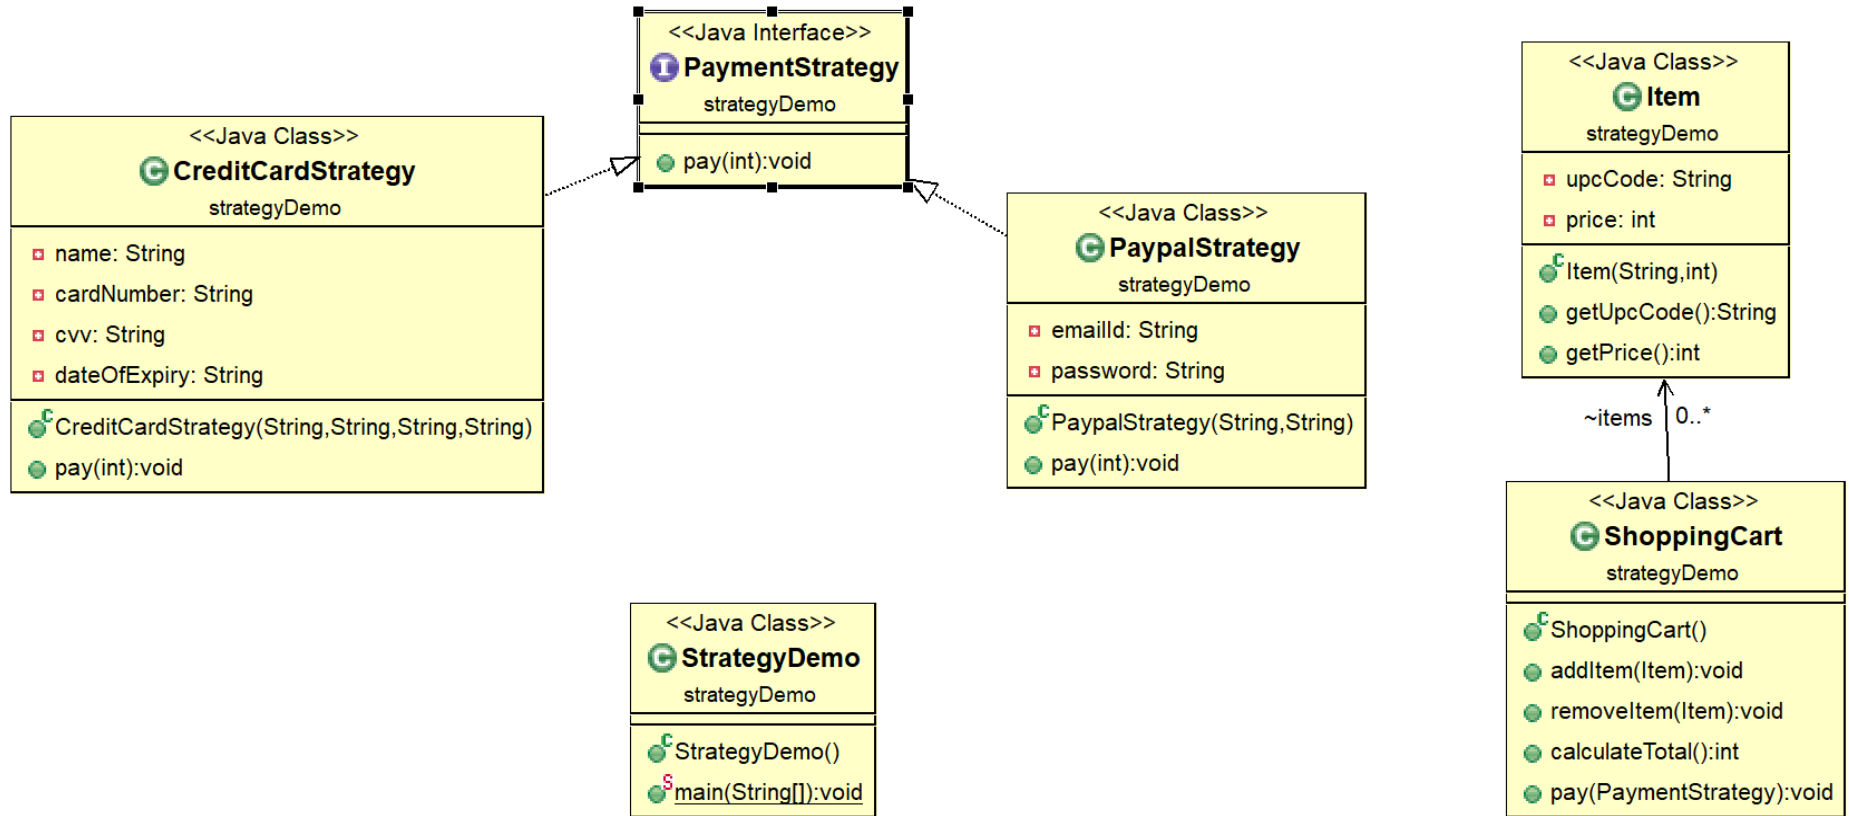 <<Java Interface>>
PaymentStrategy
strategyDemo
pay(int):void
<<Java Class>>
CreditCardStrategy
strategyDemo
name: String
cardNumber: String
cvv: String
dateOfExpiry: String
CreditCardStrategy(String,String,String,String)
pay(int):void
<<Java Class>>
PaypalStrategy
strategyDemo
emailId: String
password: String
PaypalStrategy(String,String)
pay(int):void
<<Java Class>>
Item
strategyDemo
upcCode: String
price: int
Item(String,int)
getUpcCode():String
getPrice():int
~items 0..*
<<Java Class>>
ShoppingCart
strategyDemo
ShoppingCart()
addItem(Item):void
removeItem(Item):void
calculateTotal():int
pay(PaymentStrategy):void
<<Java Class>>
StrategyDemo
strategyDemo
StrategyDemo()
main(String[]):void